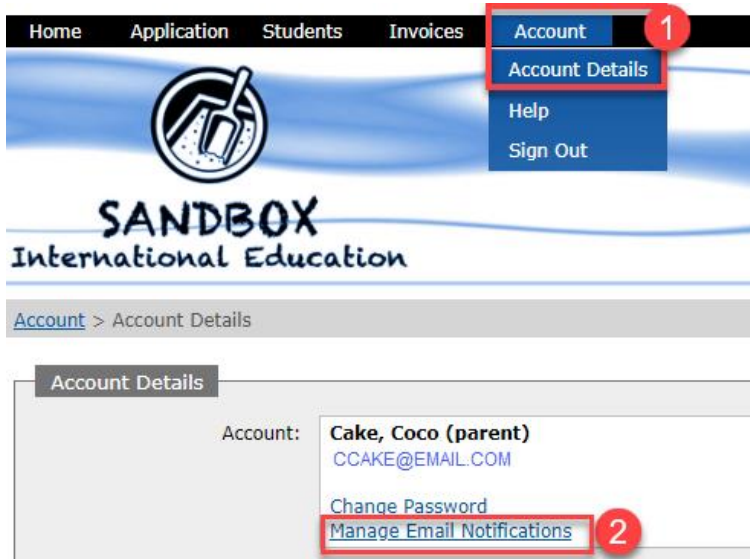 Home Application Students Invoices Account 1
Account Details
Help
Sign Out
SANDBOX
International Education
Account > Account Details
Account Details
Account: Cake, Coco (parent)
CCAKE@EMAIL.COM
Change Password
Manage Email Notifications 2